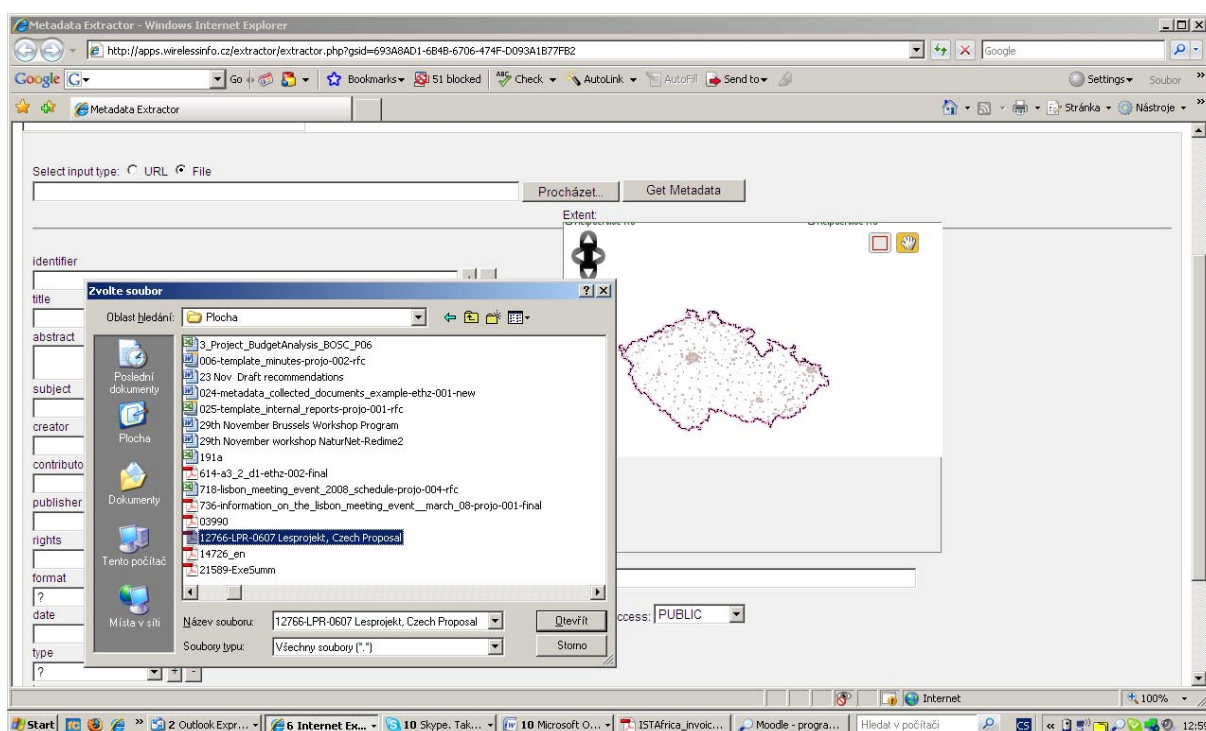 Metadata Extractor - Windows Internet Explorer
http://apps.wirelessinfo.cz/extractor/extractor.php?gsid=693A8AD1-6B4B-6706-474F-D093A1B77FB2
Google
Google G Go Bookmarks 51 blocked ABC Check AutoLink AutoFill Send to Settings Soubor »
Metadata Extractor Stránka Nástroje »
Select input type: URL File
Procházet... Get Metadata
Extent:
identifier
title
abstract
subject
creator
contributo
publisher
rights
format
?
date
type
? + -
Zvolte soubor
Oblast hledání: Plocha
Poslední dokumenty
Plocha
Dokumenty
Tento počítač
Místa v síti
3_Project_BudgetAnalysis_BOSC_P06
006-template_minutes-projo-002-rfc
23 Nov Draft recommendations
024-metadata_collected_documents_example-ethz-001-new
025-template_internal_reports-projo-001-rfc
29th November Brussels Workshop Program
29th November workshop NaturNet-Redime2
191a
614-a3_2_d1-ethz-002-final
718-lisbon_meeting_event_2008_schedule-projo-004-rfc
736-information_on_the_lisbon_meeting_event__march_08-projo-001-final
03990
12766-LPR-0607 Lesprojekt, Czech Proposal
14726_en
21589-ExeSumm
Název souboru: 12766-LPR-0607 Lesprojekt, Czech Proposal Otevřít
Soubory typu: Všechny soubory (*.*) Storno
ccess: PUBLIC
Internet 100%
Start » 2 Outlook Expr... 6 Internet Ex... 10 Skype. Tak... 10 Microsoft O... ISTAfrica_invoic... Moodle - progra... Hledat v počítači CS « 12:59